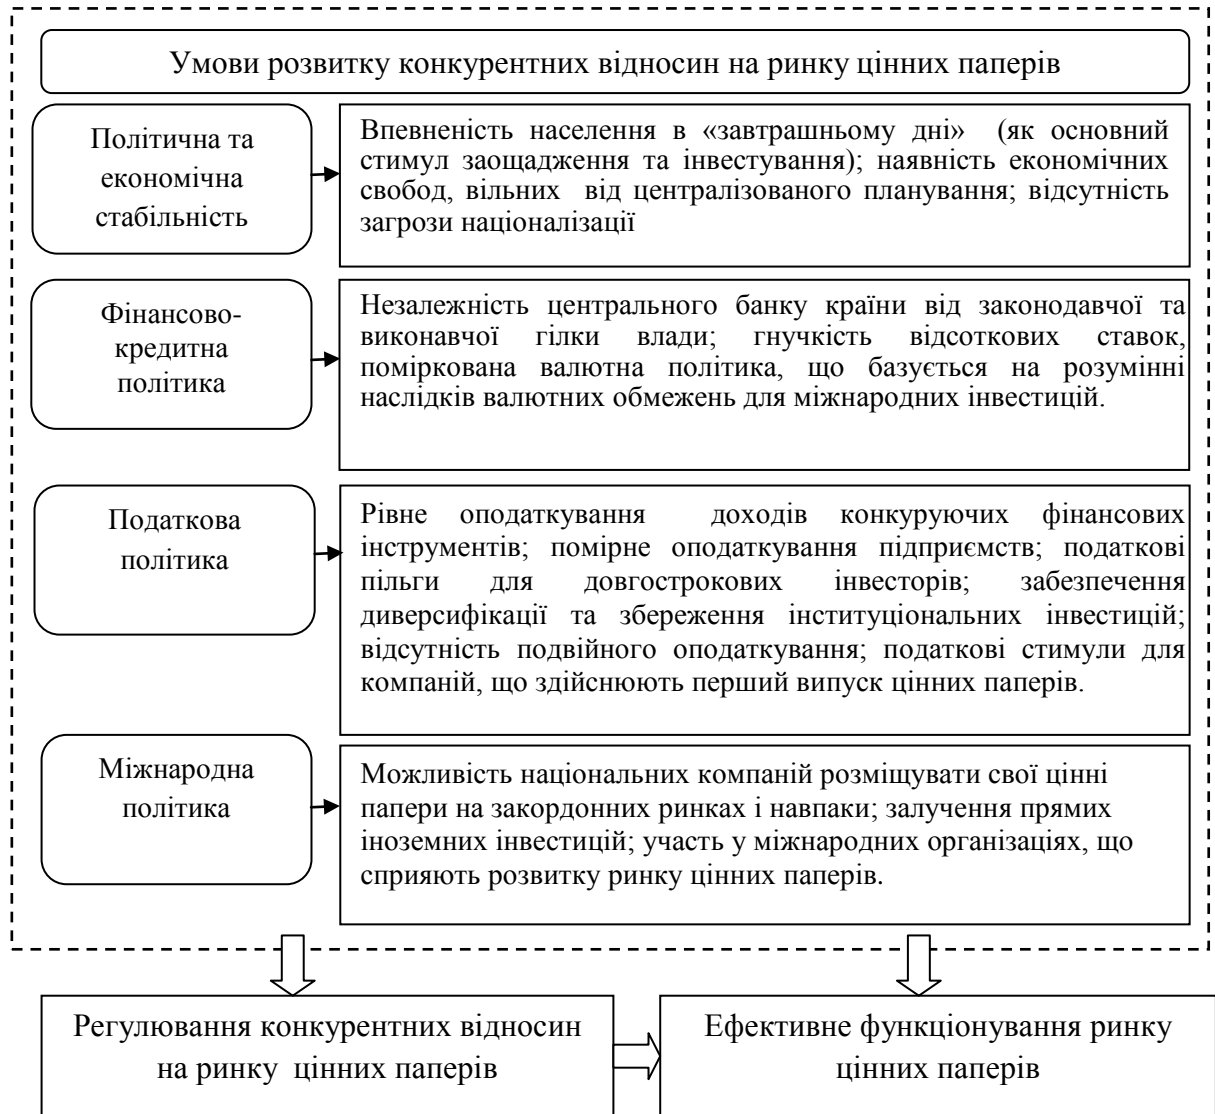 Умови розвитку конкурентних відносин на ринку цінних паперів
Політична та
економічна
стабільність
Впевненість населення в «завтрашньому дні» (як основний
стимул заощадження та інвестування); наявність економічних
свобод, вільних від централізованого планування; відсутність
загрози націоналізації
Фінансово-
кредитна
політика
Незалежність центрального банку країни від законодавчої та
виконавчої гілки влади; гнучкість відсоткових ставок,
поміркована валютна політика, що базується на розумінні
наслідків валютних обмежень для міжнародних інвестицій.
Податкова
політика
Рівне оподаткування доходів конкуруючих фінансових
інструментів; помірне оподаткування підприємств; податкові
пільги для довгострокових інвесторів; забезпечення
диверсифікації та збереження інституціональних інвестицій;
відсутність подвійного оподаткування; податкові стимули для
компаній, що здійснюють перший випуск цінних паперів.
Міжнародна
політика
Можливість національних компаній розміщувати свої цінні
папери на закордонних ринках і навпаки; залучення прямих
іноземних інвестицій; участь у міжнародних організаціях, що
сприяють розвитку ринку цінних паперів.
Регулювання конкурентних відносин
на ринку цінних паперів
Ефективне функціонування ринку
цінних паперів